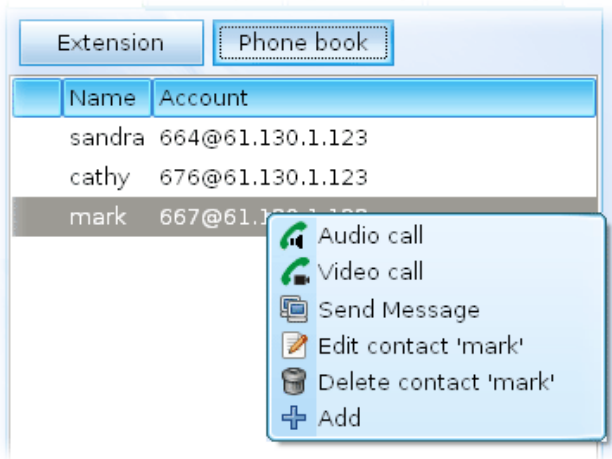 Extension Phone book
Name Account
sandra 664@61.130.1.123
cathy 676@61.130.1.123
mark
Audio call
Video call
Send Message
Edit contact 'mark'
Delete contact 'mark'
Add